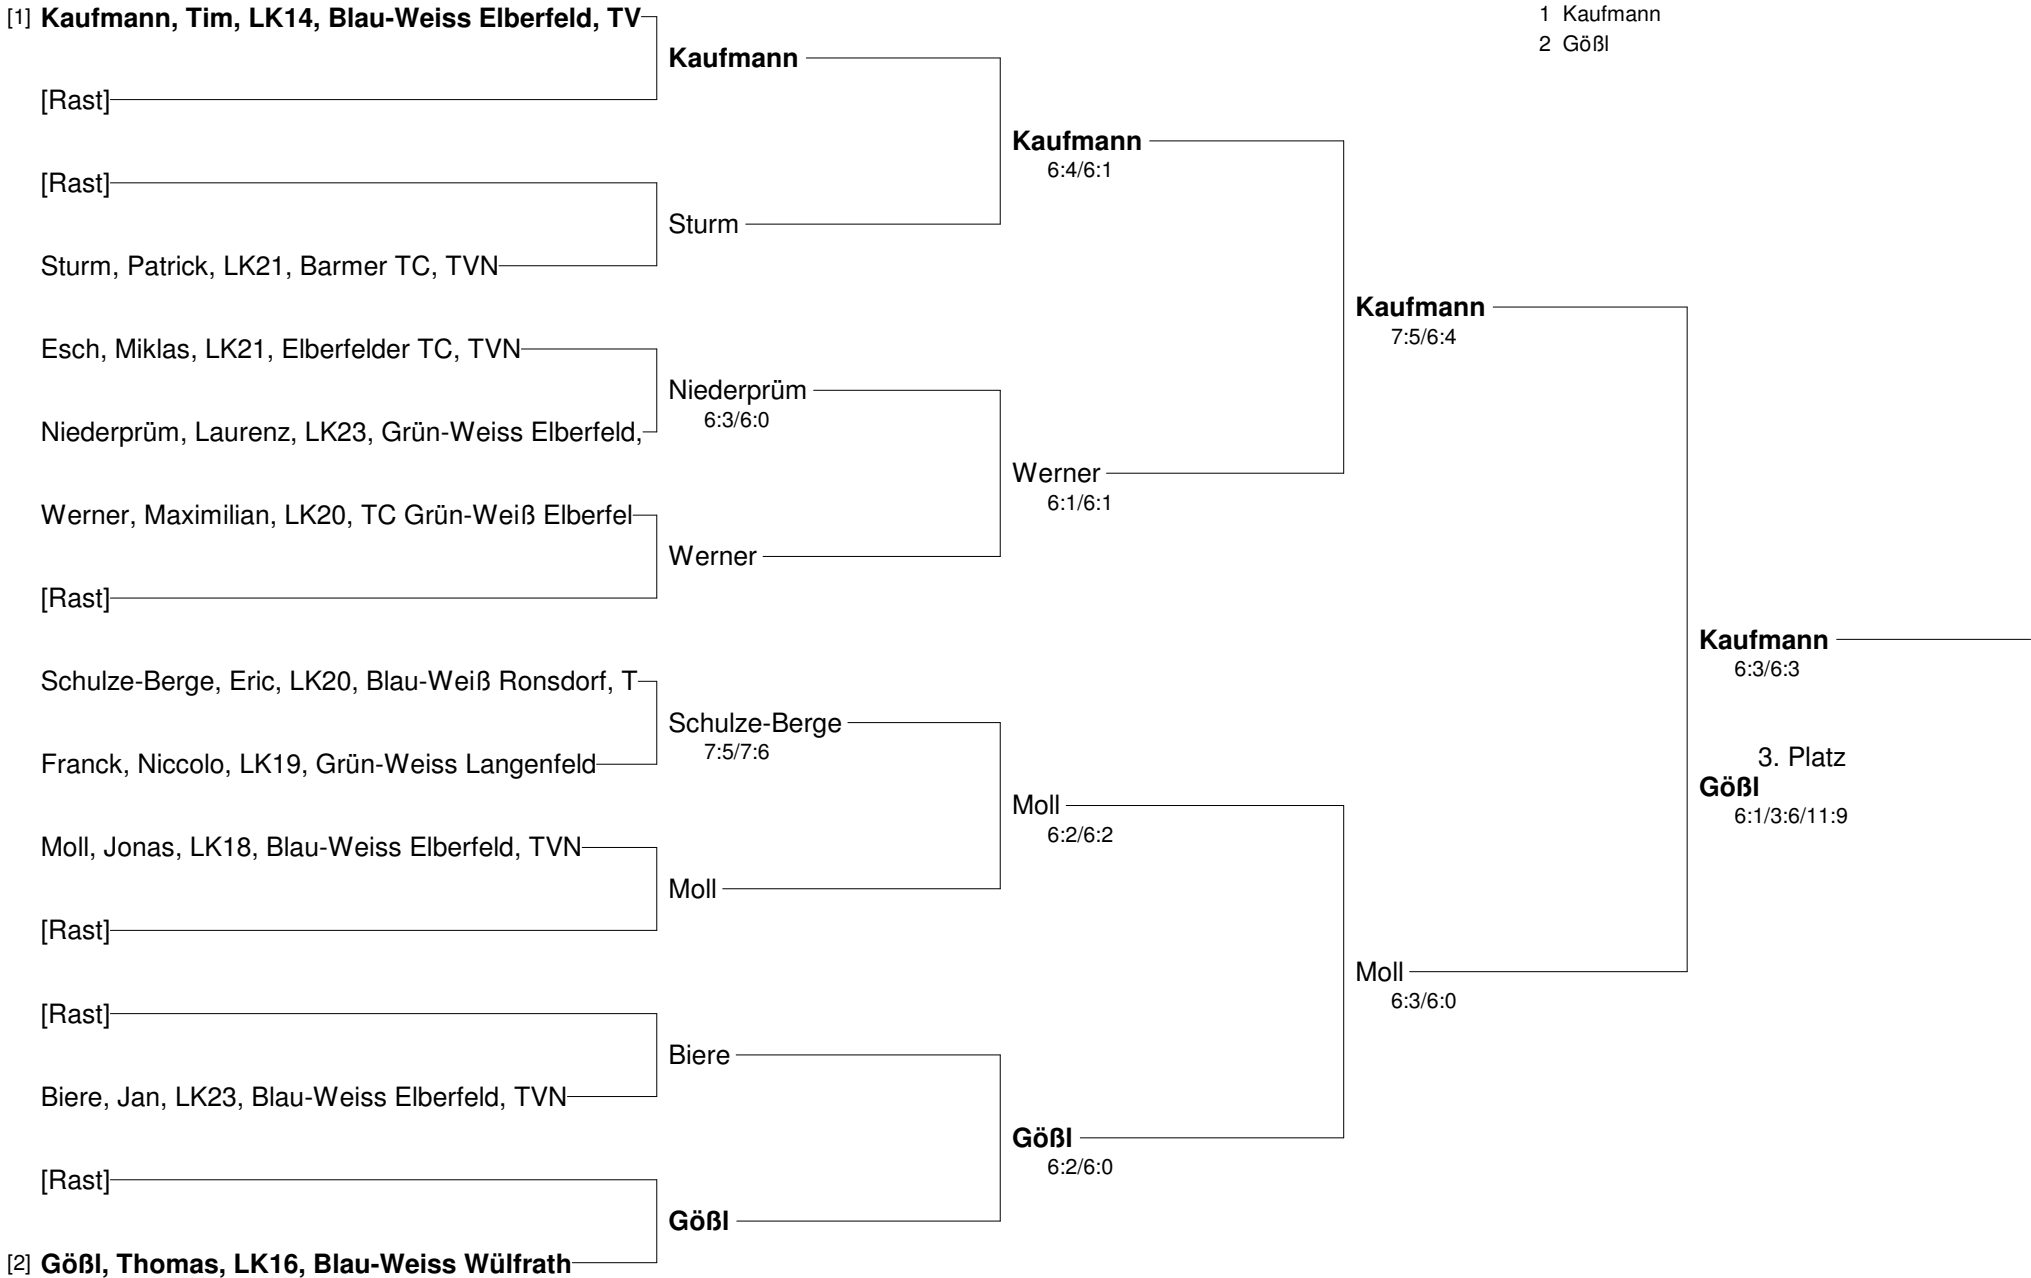 [1] Kaufmann, Tim, LK14, Blau-Weiss Elberfeld, TV
[Rast]
[Rast]
Sturm, Patrick, LK21, Barmer TC, TVN
Esch, Miklas, LK21, Elberfelder TC, TVN
Niederprüm, Laurenz, LK23, Grün-Weiss Elberfeld,
Werner, Maximilian, LK20, TC Grün-Weiß Elberfel
[Rast]
Schulze-Berge, Eric, LK20, Blau-Weiß Ronsdorf, T
Franck, Niccolo, LK19, Grün-Weiss Langenfeld
Moll, Jonas, LK18, Blau-Weiss Elberfeld, TVN
[Rast]
[Rast]
Biere, Jan, LK23, Blau-Weiss Elberfeld, TVN
[Rast]
[2] Gößl, Thomas, LK16, Blau-Weiss Wülfrath
Kaufmann
Sturm
Niederprüm
6:3/6:0
Werner
Schulze-Berge
7:5/7:6
Moll
Biere
Gößl
Kaufmann
6:4/6:1
Werner
6:1/6:1
Moll
6:2/6:2
Gößl
6:2/6:0
Kaufmann
7:5/6:4
Moll
6:3/6:0
Kaufmann
6:3/6:3
3. Platz
Gößl
6:1/3:6/11:9
1 Kaufmann
2 Gößl